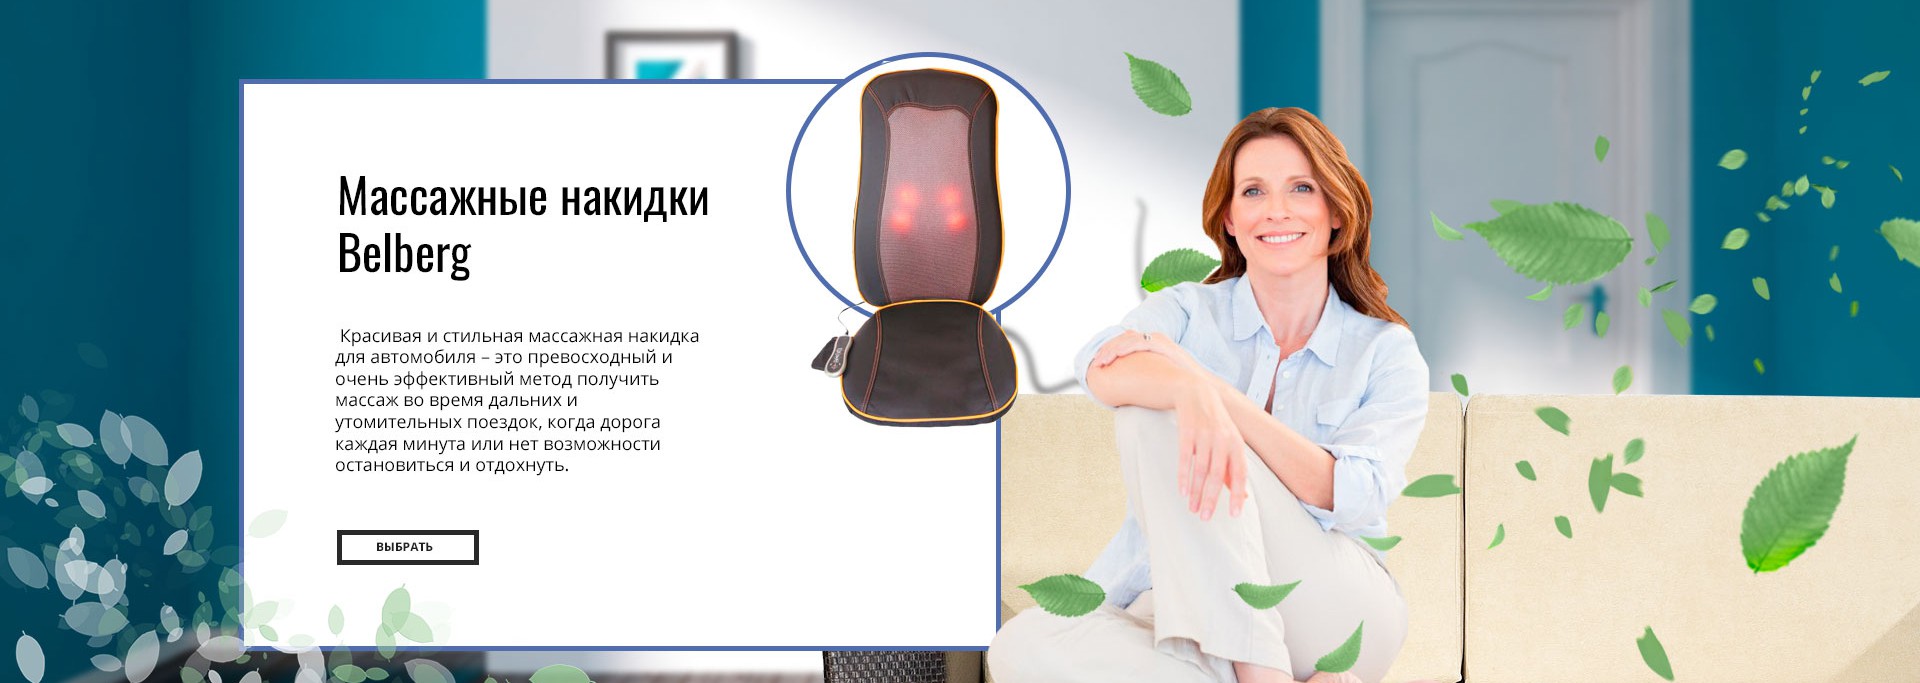 Массажные накидки
Belberg
Красивая и стильная массажная накидка
для автомобиля – это превосходный и
очень эффективный метод получить
массаж во время дальних и
утомительных поездок, когда дорога
каждая минута или нет возможности
остановиться и отдохнуть.
ВЫБРАТЬ